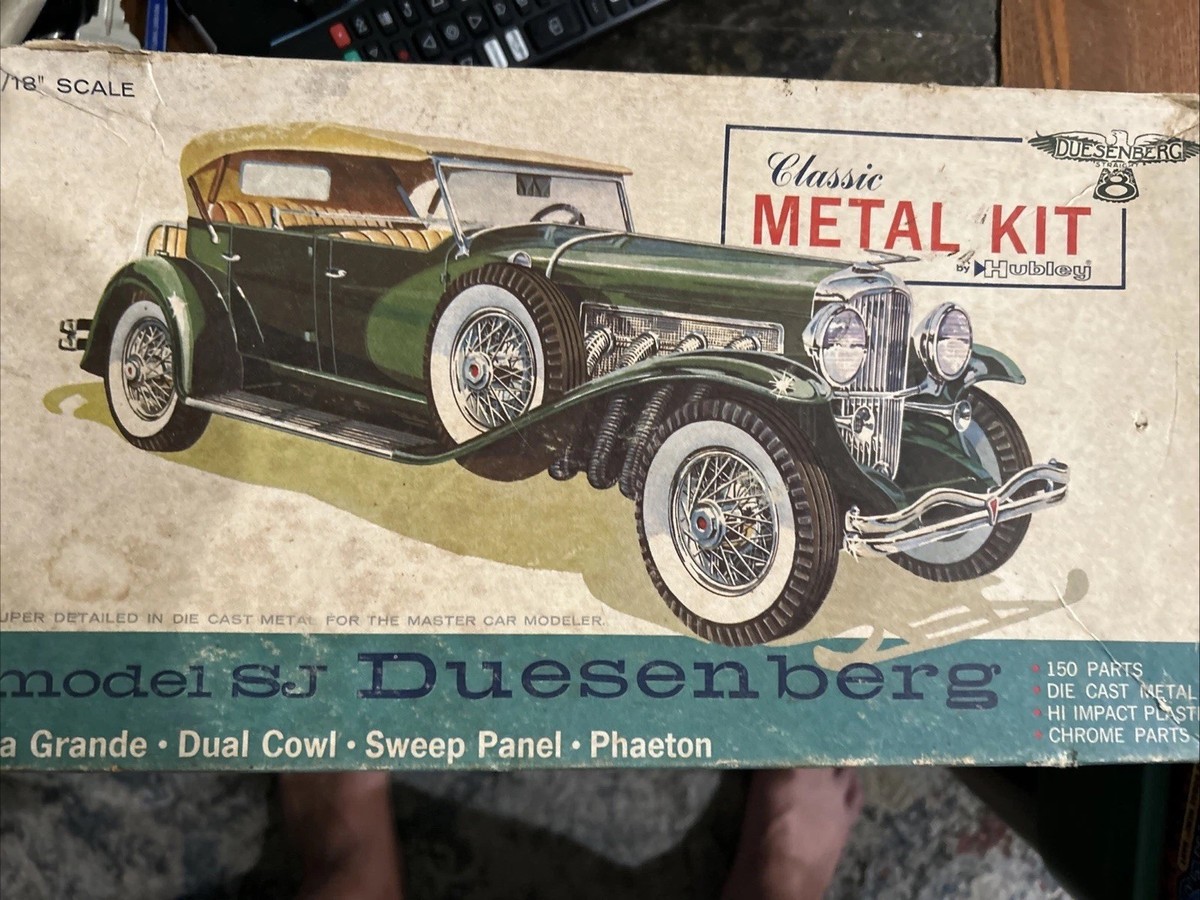 /18" SCALE
DUESENBERG
STRAIGHT
8
Classic
METAL KIT
by Hubley
UPER DETAILED IN DIE CAST METAL FOR THE MASTER CAR MODELER.
model SJ Duesenberg
a Grande • Dual Cowl • Sweep Panel • Phaeton
• 150 PARTS
• DIE CAST METAL
• HI IMPACT PLASTI
• CHROME PARTS